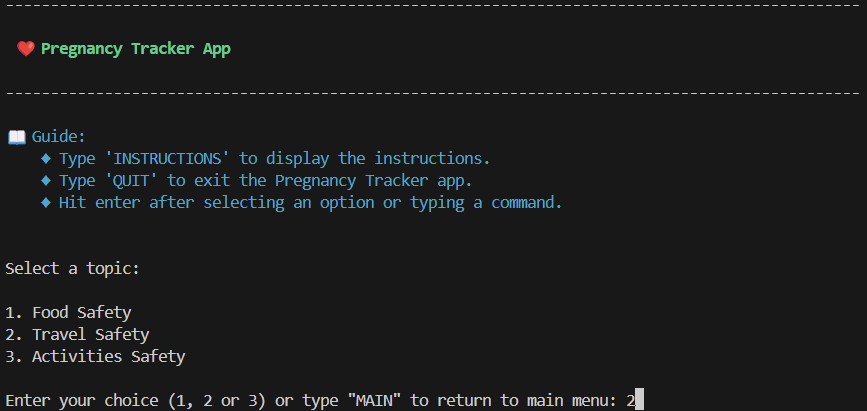 -----------------------------------------------------------------------------------------------
❤️ Pregnancy Tracker App
-----------------------------------------------------------------------------------------------
📖 Guide:
♦ Type 'INSTRUCTIONS' to display the instructions.
♦ Type 'QUIT' to exit the Pregnancy Tracker app.
♦ Hit enter after selecting an option or typing a command.
Select a topic:
1. Food Safety
2. Travel Safety
3. Activities Safety
Enter your choice (1, 2 or 3) or type "MAIN" to return to main menu: 2